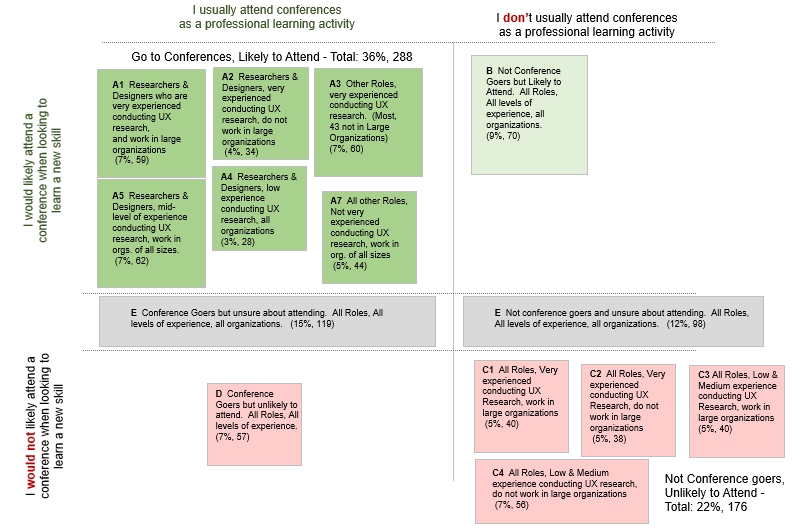 I usually attend conferences
as a professional learning activity
I don't usually attend conferences
as a professional learning activity
Go to Conferences, Likely to Attend - Total: 36%, 288
I would likely attend a
conference when looking to
learn a new skill
A1 Researchers &
Designers who are
very experienced
conducting UX
research,
and work in large
organizations
(7%, 59)
A2 Researchers &
Designers, very
experienced
conducting UX
research, do not
work in large
organizations
(4%, 34)
A3 Other Roles,
very experienced
conducting UX
research. (Most,
43 not in Large
Organizations)
(7%, 60)
B Not Conference
Goers but Likely to
Attend. All Roles,
All levels of
experience, all
organizations.
(9%, 70)
A5 Researchers &
Designers, mid-
level of experience
conducting UX
research, work in
orgs. of all sizes.
(7%, 62)
A4 Researchers &
Designers, low
experience
conducting UX
research, all
organizations
(3%, 28)
A7 All other Roles,
Not very
experienced
conducting UX
Research, work in
org. of all sizes
(5%, 44)
E Conference Goers but unsure about attending. All Roles, All
levels of experience, all organizations. (15%, 119)
E Not conference goers and unsure about attending. All Roles,
All levels of experience, all organizations. (12%, 98)
I would not likely attend a
conference when looking to
learn a new skill
D Conference
Goers but unlikely to
attend. All Roles, All
levels of experience.
(7%, 57)
C1 All Roles, Very
experienced
conducting UX
Research, work in
large organizations
(5%, 40)
C2 All Roles, Very
experienced
conducting UX
Research, do not
work in large
organizations
(5%, 38)
C3 All Roles, Low &
Medium experience
conducting UX
Research, work in
large organizations
(5%, 40)
C4 All Roles, Low & Medium
experience conducting UX research,
do not work in large organizations
(7%, 56)
Not Conference goers,
Unlikely to Attend -
Total: 22%, 176